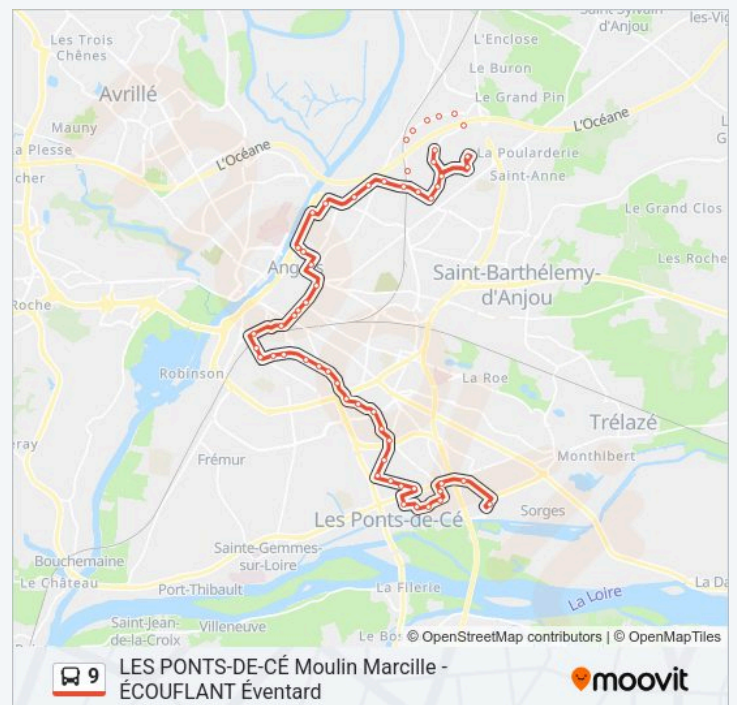 Saint-Sylvain
d'Anjou
les-Vig
Les Trois
Chênes
L'Enclose
Le Buron
Avrillé
Le Grand Pin
Mauny
L'Océane
a Plesse
L'Océane
cher
La Poularderie
Saint-Anne
Le Grand Clos
G
Les Roche
Ange
Saint-Barthélemy-
d'Anjou
Roche
Robinson
La Roe
Trélazé
ray
Frémur
Monthibert
Les Ponts-de-Cé
Sorges
Sainte-Gemmes-
sur-Loire
Bouchemaine
Le Château
Port-Thibault
La Filerie
La Loire
La Da
Saint-Jean-
de-la-Croix
Villeneuve
Le Bo
© OpenStreetMap contributors | © OpenMapTiles
9
LES PONTS-DE-CÉ Moulin Marcille -
ÉCOUFLANT Éventard
moovit